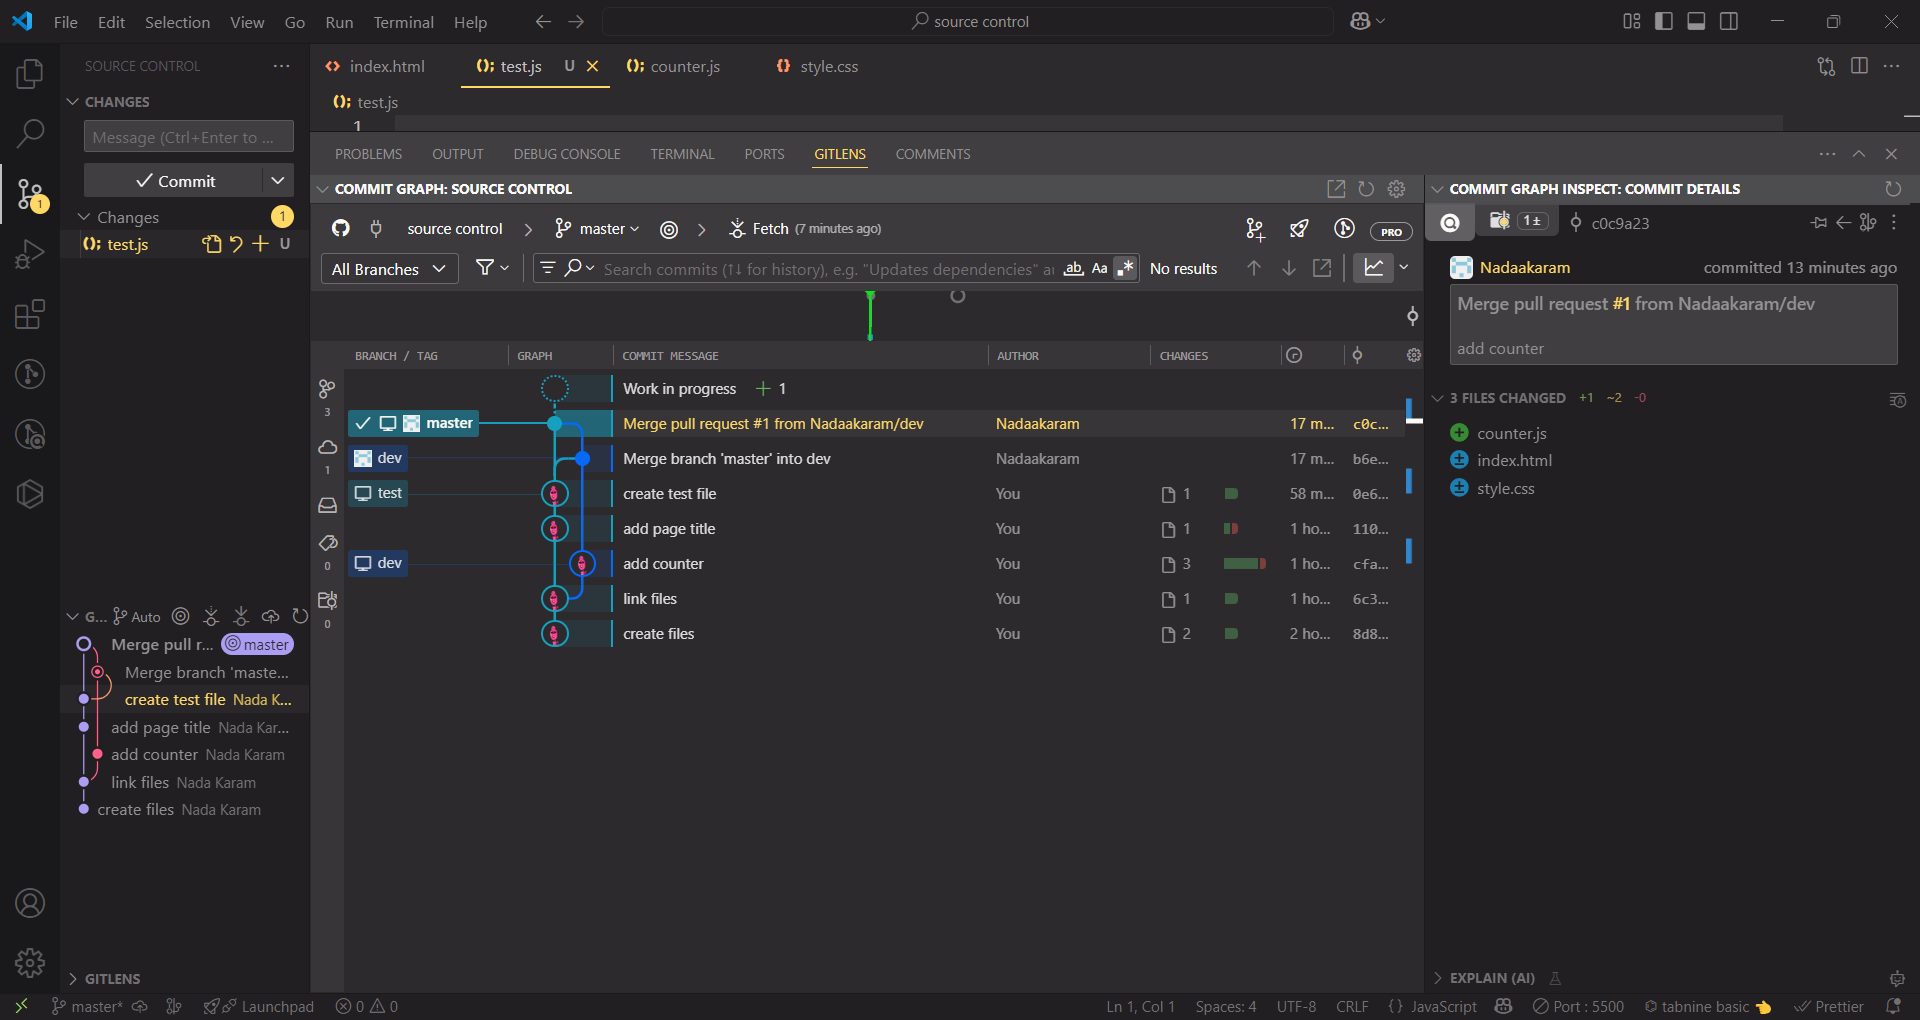 File Edit Selection View Go Run Terminal Help
source control
SOURCE CONTROL
CHANGES
Message (Ctrl+Enter to ...
Commit
Changes 1
test.js U
1
G... Auto
Merge pull r... master
Merge branch 'maste...
create test file Nada K...
add page title Nada Kar...
add counter Nada Karam
link files Nada Karam
create files Nada Karam
GITLENS
index.html test.js U counter.js style.css
test.js
1
PROBLEMS OUTPUT DEBUG CONSOLE TERMINAL PORTS GITLENS COMMENTS
COMMIT GRAPH: SOURCE CONTROL
source control master Fetch (7 minutes ago) PRO
All Branches Search commits (↑↓ for history), e.g. "Updates dependencies" au ab, Aa .* No results
BRANCH / TAG GRAPH COMMIT MESSAGE AUTHOR CHANGES
Work in progress + 1
master Merge pull request #1 from Nadaakaram/dev Nadaakaram 17 m... c0c...
dev Merge branch 'master' into dev Nadaakaram 17 m... b6e...
test create test file You 1 58 m... 0e6...
add page title You 1 1 ho... 110...
dev add counter You 3 1 ho... cfa...
link files You 1 1 ho... 6c3...
create files You 2 2 ho... 8d8...
3
1
0
0
COMMIT GRAPH INSPECT: COMMIT DETAILS
1± c0c9a23
Nadaakaram committed 13 minutes ago
Merge pull request #1 from Nadaakaram/dev
add counter
3 FILES CHANGED +1 ~2 -0
counter.js
index.html
style.css
EXPLAIN (AI)
master* Launchpad 0 0 Ln 1, Col 1 Spaces: 4 UTF-8 CRLF {} JavaScript Port : 5500 tabnine basic Prettier